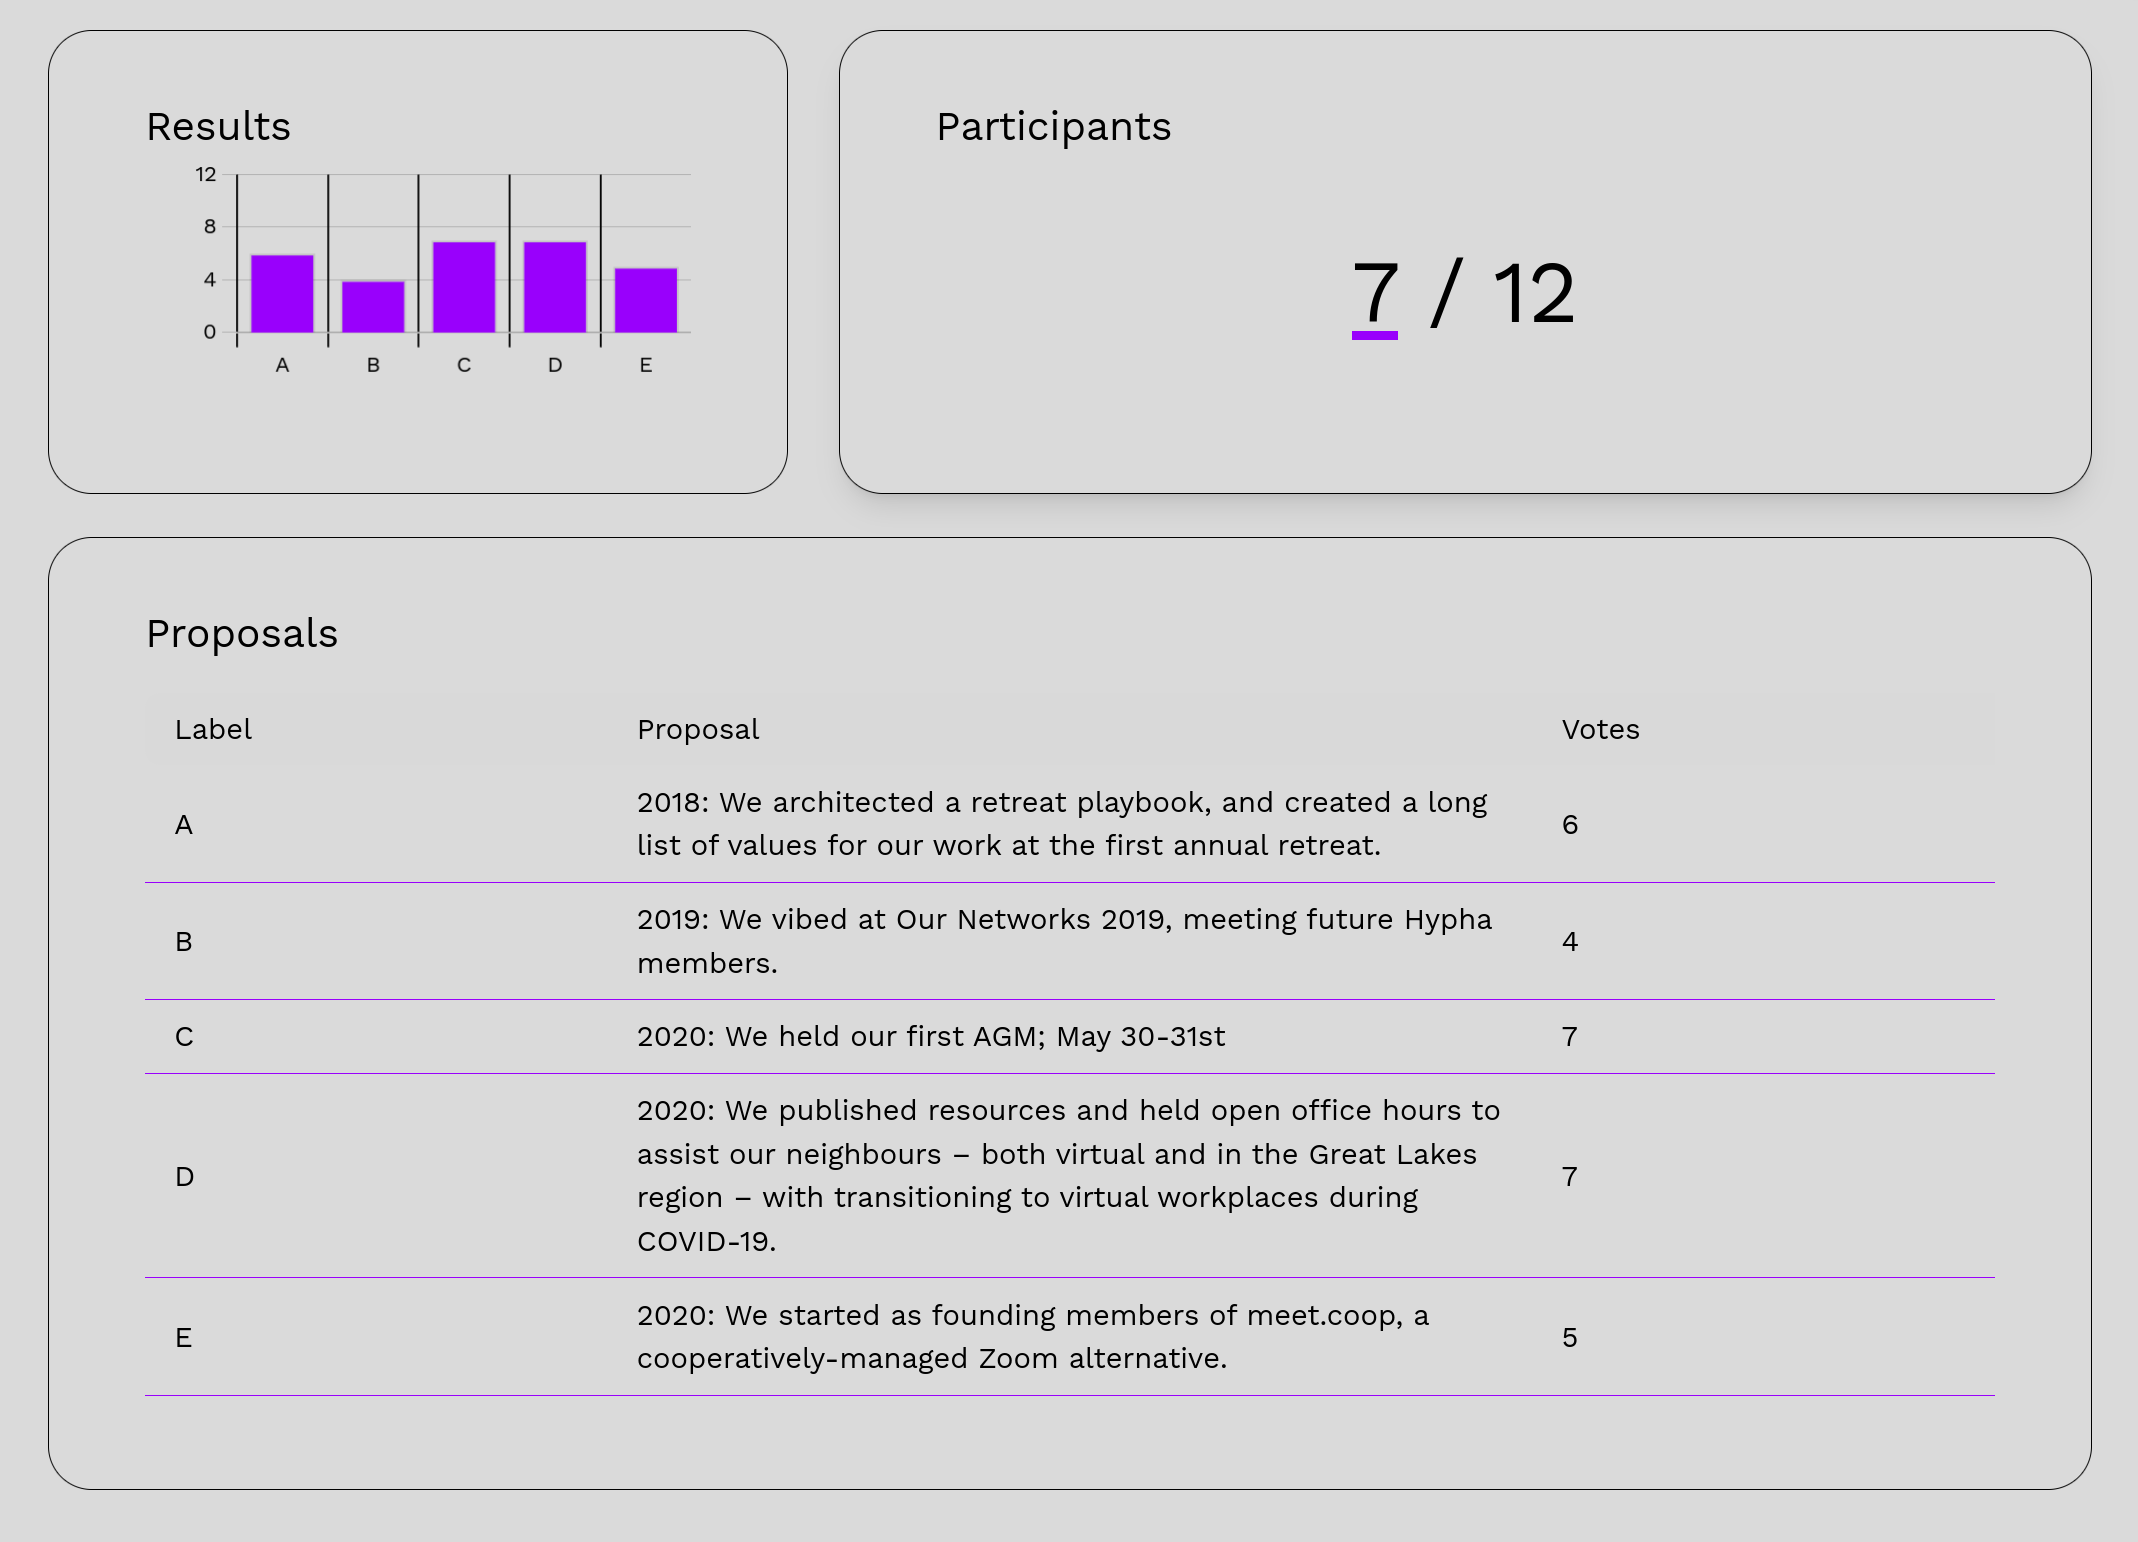 Results
12
8
4
0
A B C D E
Participants
7 / 12
Proposals
Label Proposal Votes
A
2018: We architected a retreat playbook, and created a long
list of values for our work at the first annual retreat.
6
B
2019: We vibed at Our Networks 2019, meeting future Hypha
members.
4
C 2020: We held our first AGM; May 30-31st 7
D
2020: We published resources and held open office hours to
assist our neighbours – both virtual and in the Great Lakes
region – with transitioning to virtual workplaces during
COVID-19.
7
E
2020: We started as founding members of meet.coop, a
cooperatively-managed Zoom alternative.
5